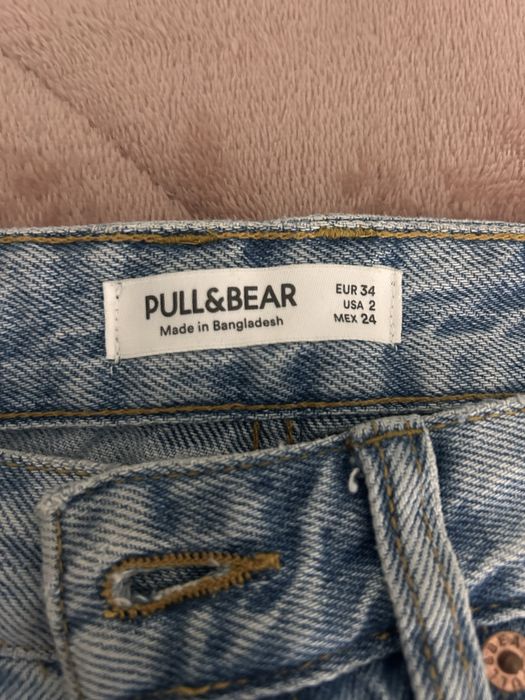 PULL&BEAR
Made in Bangladesh
EUR 34
USA 2
MEX 24